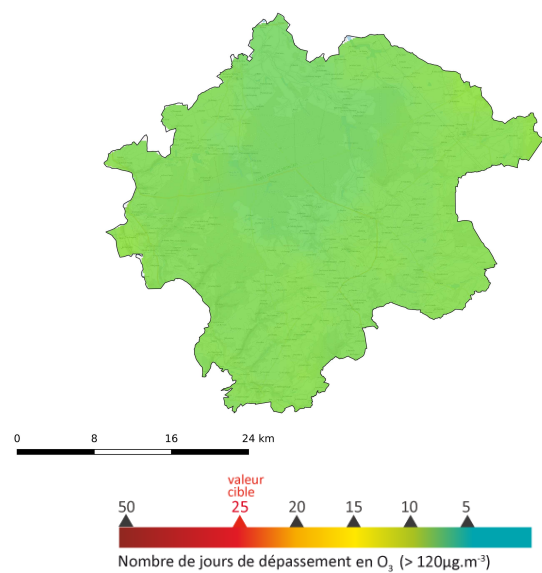 0 8 16 24 km
valeur
cible
50 25 20 15 10 5
Nombre de jours de dépassement en O₃ (> 120µg.m⁻³)